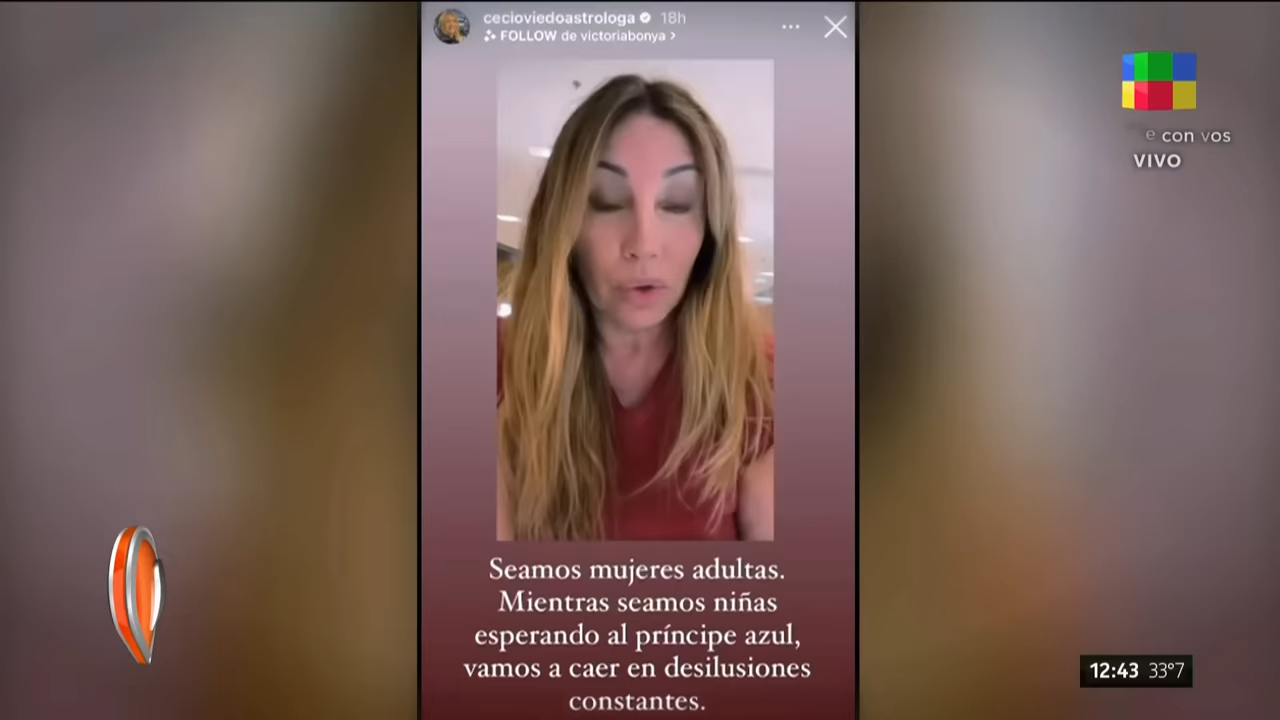 cecioviedoastrologa 18h
FOLLOW de victoriabonya >
e con vos
VIVO
Seamos mujeres adultas.
Mientras seamos niñas
esperando al príncipe azul,
vamos a caer en desilusiones
constantes.
12:43 33°7